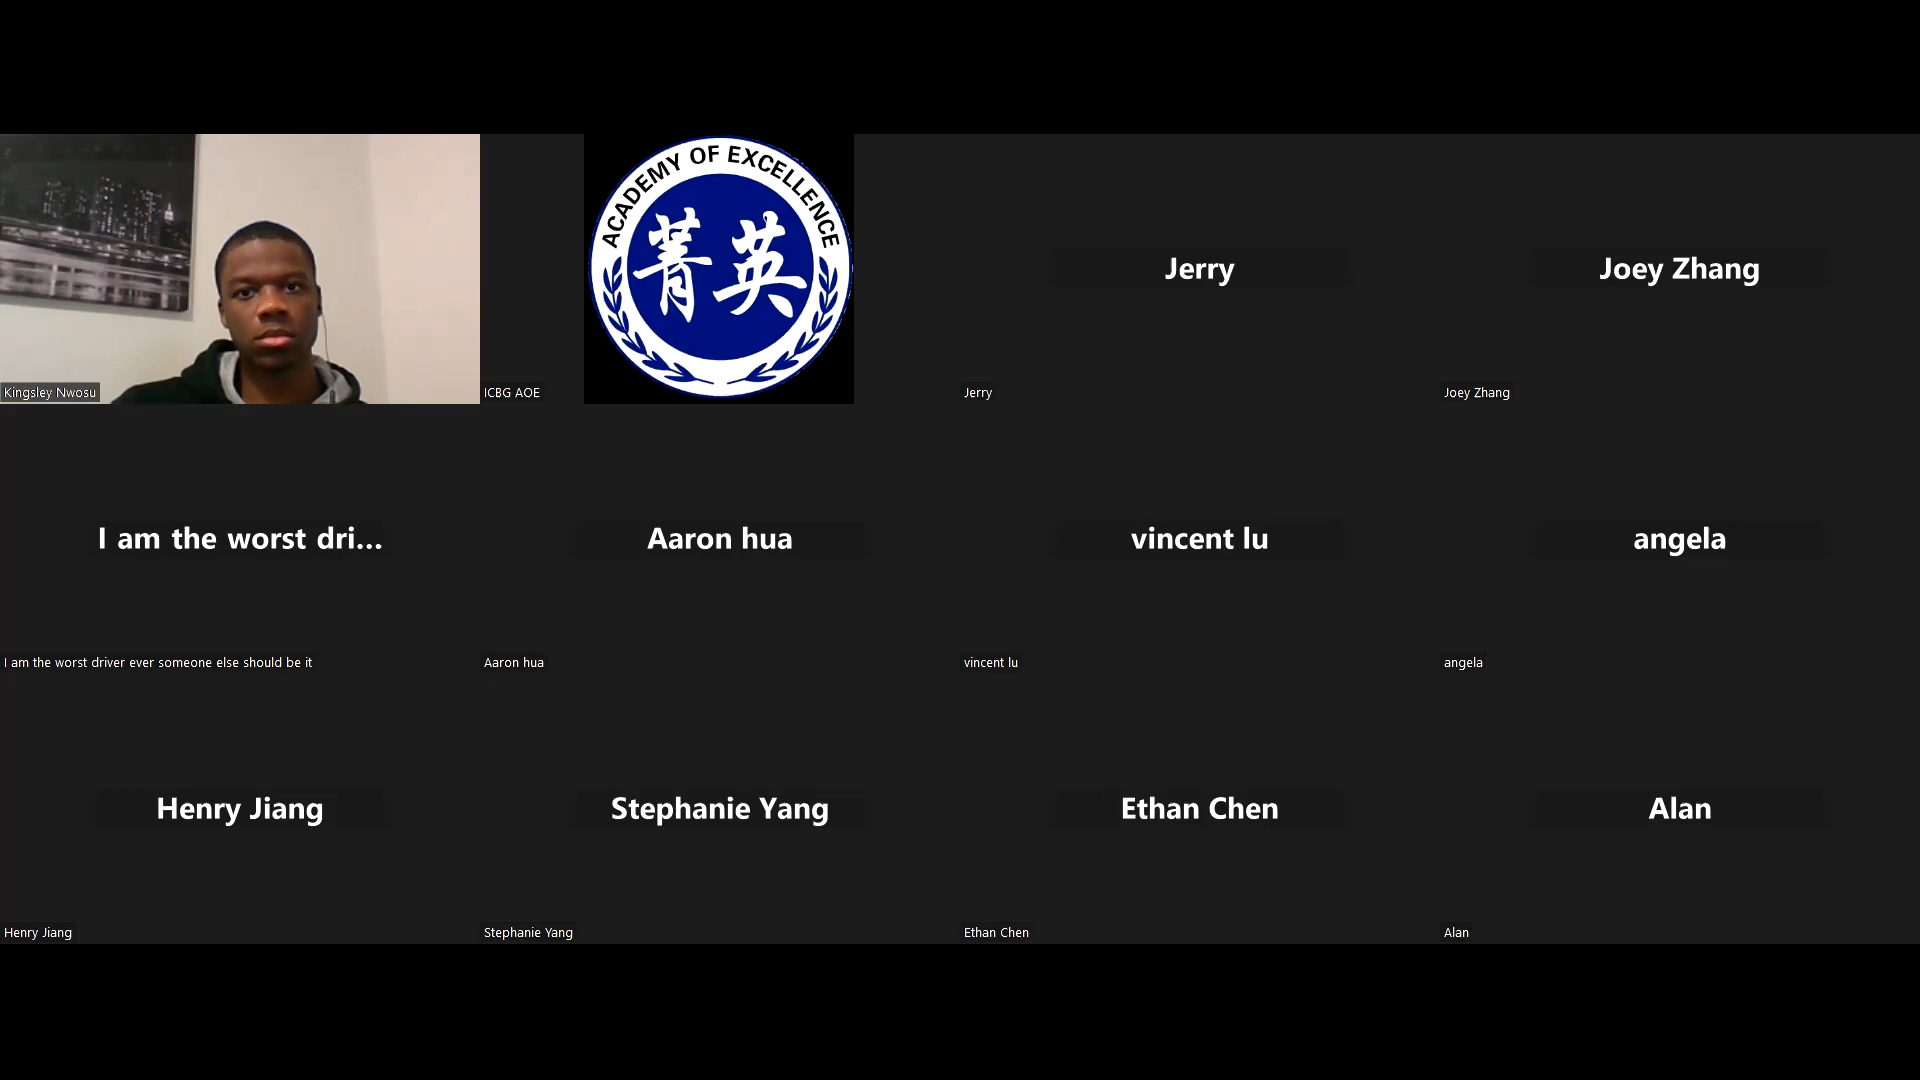 ACADEMY OF EXCELLENCE
菁英
Kingsley Nwosu
ICBG AOE
Jerry
Jerry
Joey Zhang
Joey Zhang
I am the worst dri...
I am the worst driver ever someone else should be it
Aaron hua
Aaron hua
vincent lu
vincent lu
angela
angela
Henry Jiang
Henry Jiang
Stephanie Yang
Stephanie Yang
Ethan Chen
Ethan Chen
Alan
Alan